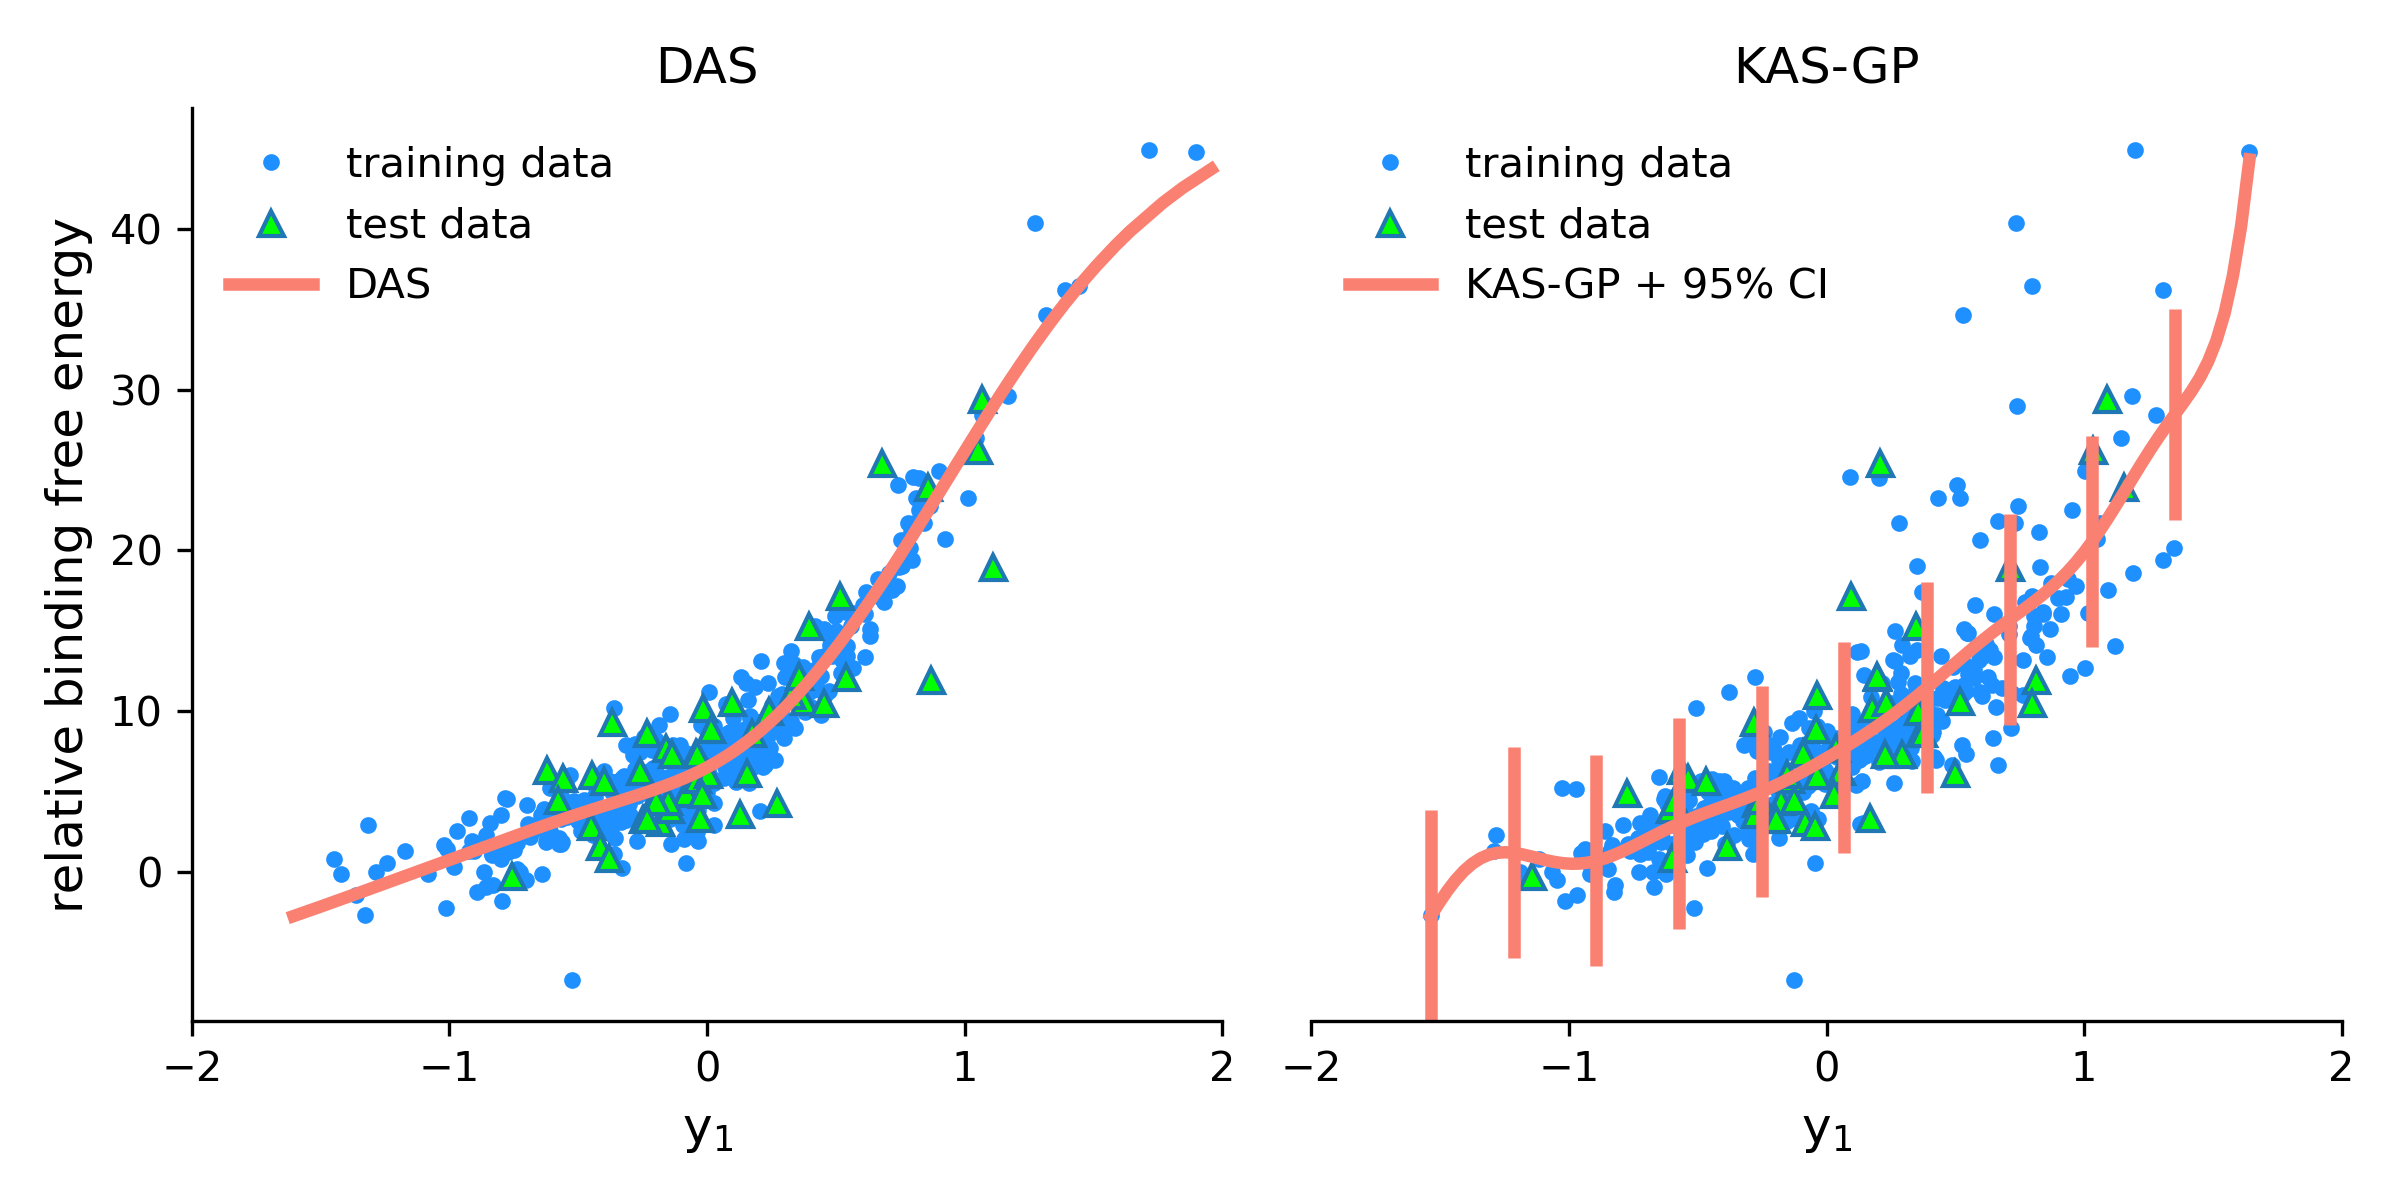 DAS
KAS-GP
training data
test data
DAS
training data
test data
KAS-GP + 95% CI
relative binding free energy
40
30
20
10
0
−2
−1
0
1
2
−2
−1
0
1
2
y₁
y₁